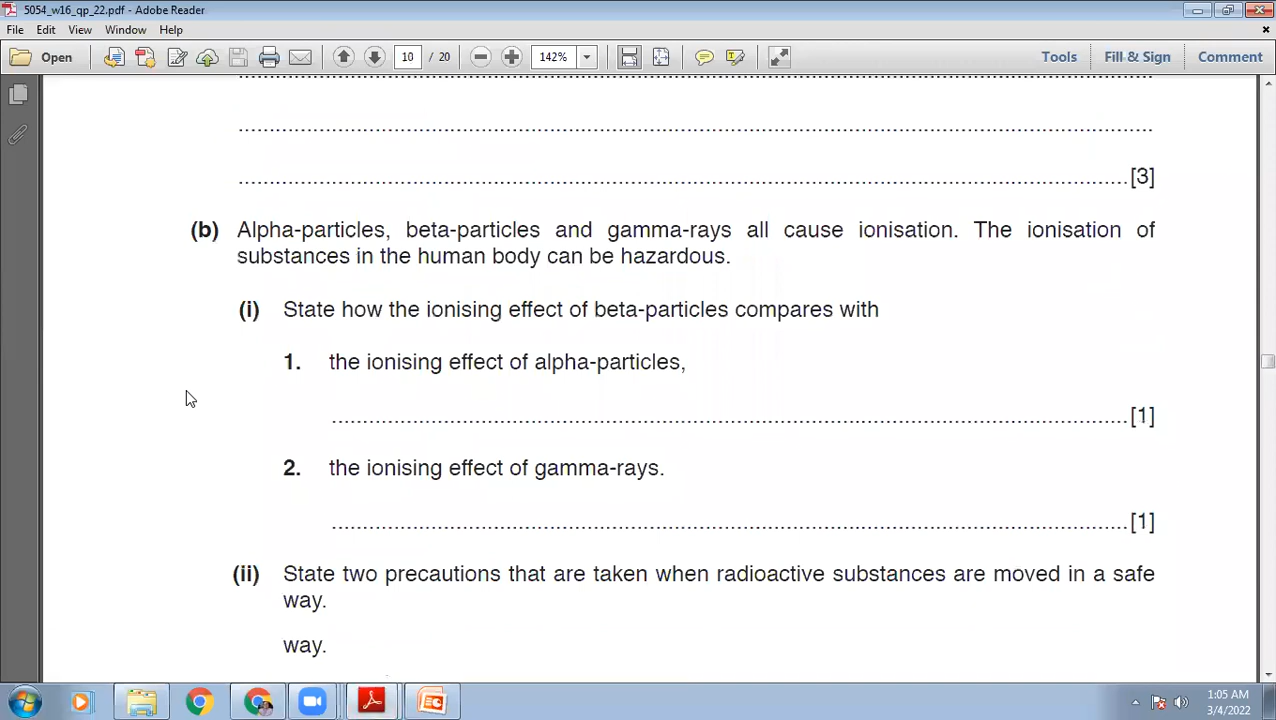 5054_w16_qp_22.pdf - Adobe Reader
File Edit View Window Help
Open 10 / 20 142% Tools Fill & Sign Comment
................................................................
................................................................
................................................................[3]
(b) Alpha-particles, beta-particles and gamma-rays all cause ionisation. The ionisation of
substances in the human body can be hazardous.
(i) State how the ionising effect of beta-particles compares with
1. the ionising effect of alpha-particles,
................................................................[1]
2. the ionising effect of gamma-rays.
................................................................[1]
(ii) State two precautions that are taken when radioactive substances are moved in a safe
way.
way.
1:05 AM
3/4/2022